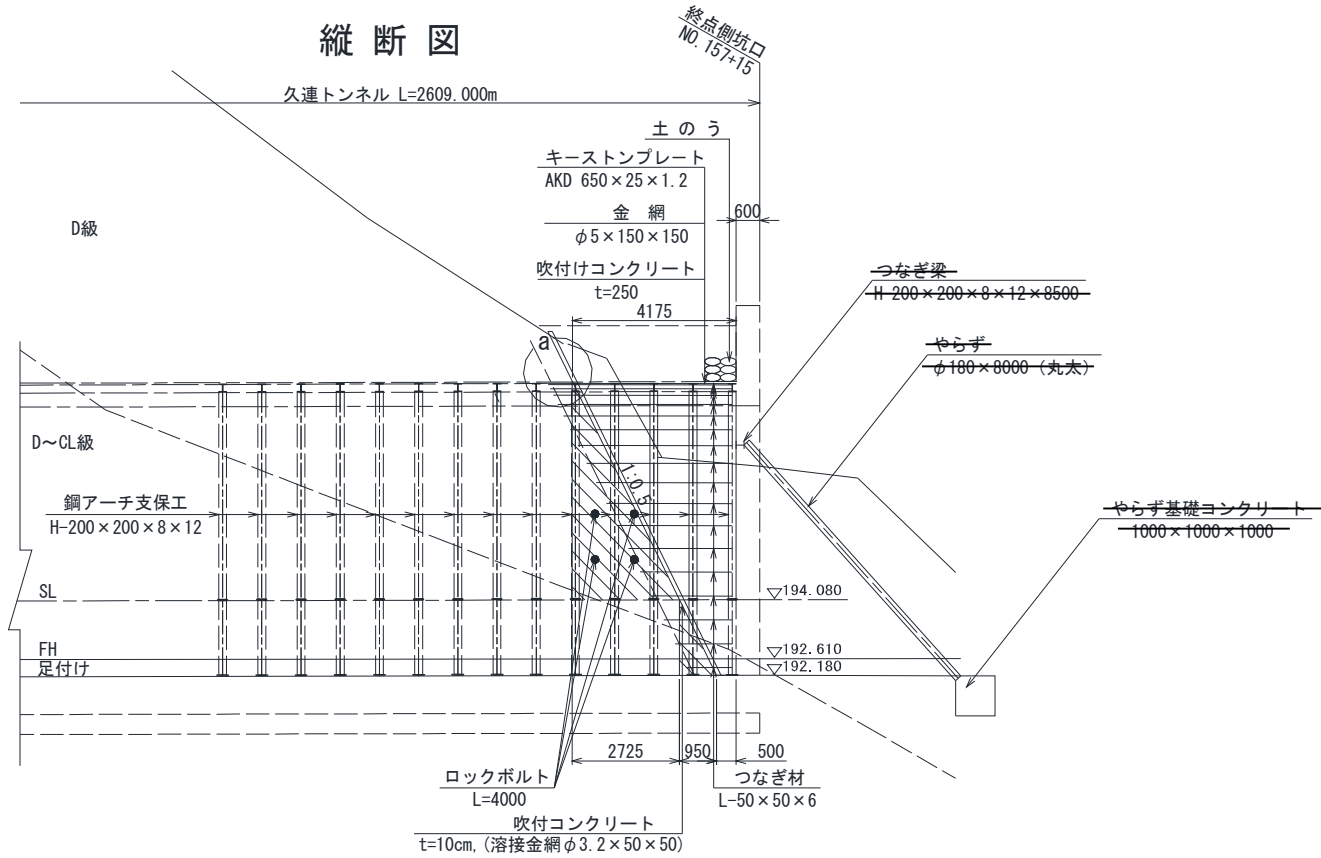 縦断図
終点側坑口
NO.157+15
久連トンネル L=2609.000m
土のう
キーストンプレート
AKD 650×25×1.2
金 網
φ5×150×150
600
D級
吹付けコンクリート
t=250
4175
つなぎ梁
H-200×200×8×12×8500
a
やらず
φ180×8000(丸太)
D~CL級
1:0.5
鋼アーチ支保工
H-200×200×8×12
やらず基礎コンクリート
1000×1000×1000
SL
▽194.080
FH
▽192.610
足付け
▽192.180
2725
950
500
ロックボルト
L=4000
つなぎ材
L-50×50×6
吹付コンクリート
t=10cm,(溶接金網φ3.2×50×50)